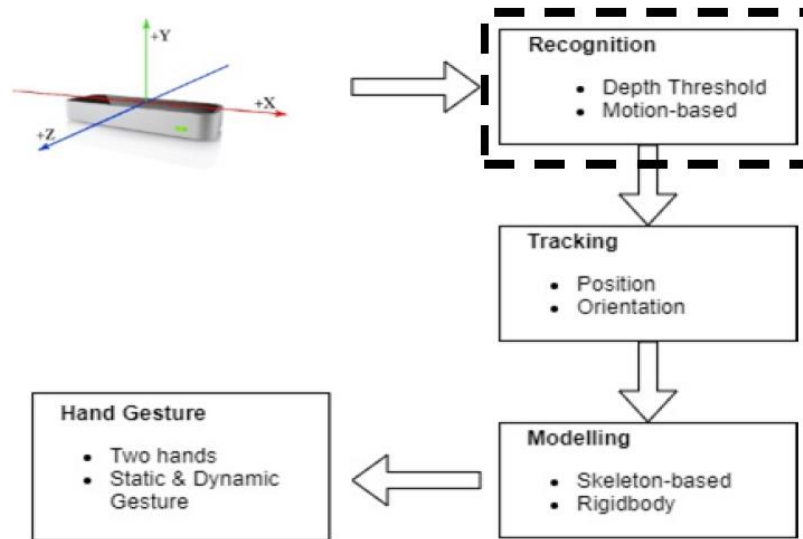 +Y
+X
+Z
Recognition
• Depth Threshold
• Motion-based
Tracking
• Position
• Orientation
Modelling
• Skeleton-based
• Rigidbody
Hand Gesture
• Two hands
• Static & Dynamic
Gesture